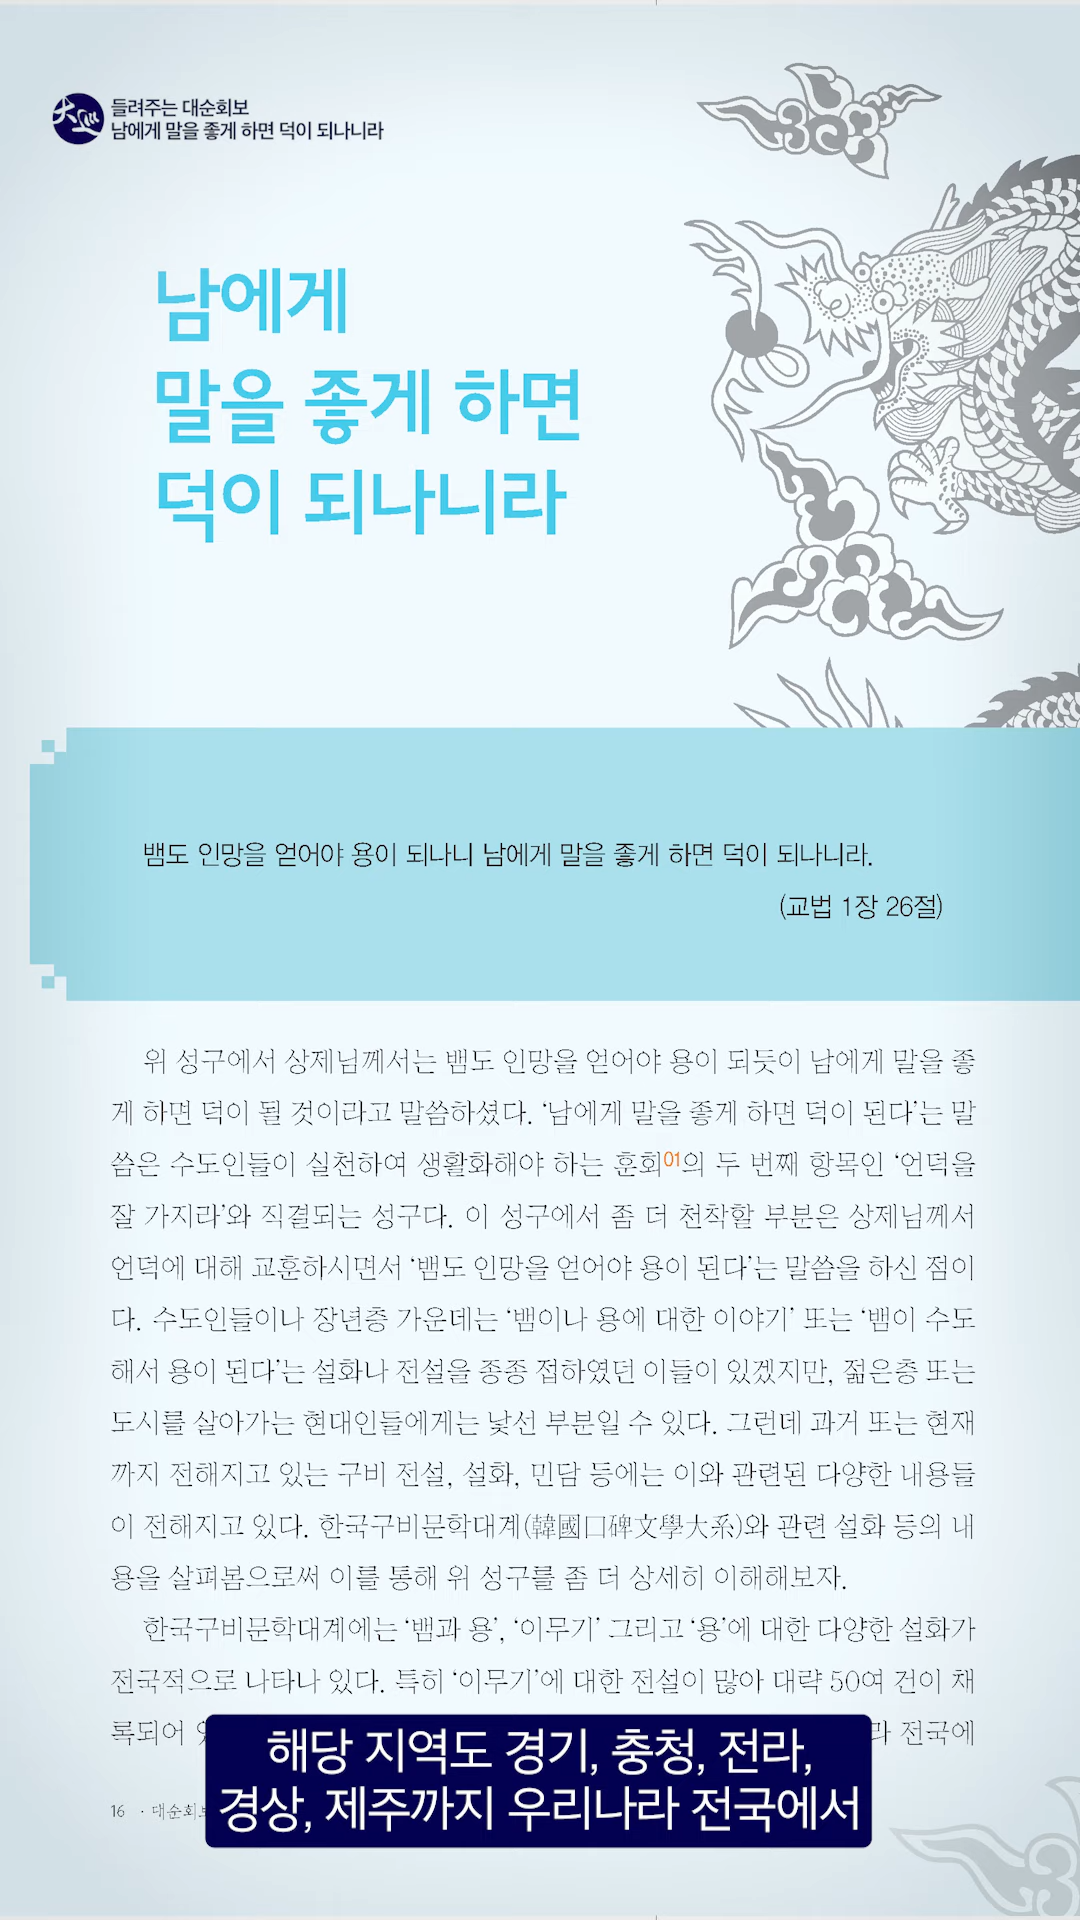 들려주는 대순회보
남에게 말을 좋게 하면 덕이 되나니라
남에게
말을 좋게 하면
덕이 되나니라
뱀도 인망을 얻어야 용이 되나니 남에게 말을 좋게 하면 덕이 되나니라.
(교법 1장 26절)
위 성구에서 상제님께서는 뱀도 인망을 얻어야 용이 되듯이 남에게 말을 좋
게 하면 덕이 될 것이라고 말씀하셨다. ‘남에게 말을 좋게 하면 덕이 된다’는 말
씀은 수도인들이 실천하여 생활화해야 하는 훈회01의 두 번째 항목인 ‘언덕을
잘 가지라’와 직결되는 성구다. 이 성구에서 좀 더 천착할 부분은 상제님께서
언덕에 대해 교훈하시면서 ‘뱀도 인망을 얻어야 용이 된다’는 말씀을 하신 점이
다. 수도인들이나 장년층 가운데는 ‘뱀이나 용에 대한 이야기’ 또는 ‘뱀이 수도
해서 용이 된다’는 설화나 전설을 종종 접하였던 이들이 있겠지만, 젊은층 또는
도시를 살아가는 현대인들에게는 낯선 부분일 수 있다. 그런데 과거 또는 현재
까지 전해지고 있는 구비 전설, 설화, 민담 등에는 이와 관련된 다양한 내용들
이 전해지고 있다. 한국구비문학대계(韓國口碑文學大系)와 관련 설화 등의 내
용을 살펴봄으로써 이를 통해 위 성구를 좀 더 상세히 이해해보자.
한국구비문학대계에는 ‘뱀과 용’, ‘이무기’ 그리고 ‘용’에 대한 다양한 설화가
전국적으로 나타나 있다. 특히 ‘이무기’에 대한 전설이 많아 대략 50여 건이 채
록되어 라 전국에
해당 지역도 경기, 충청, 전라,
경상, 제주까지 우리나라 전국에서
16 · 대순회보